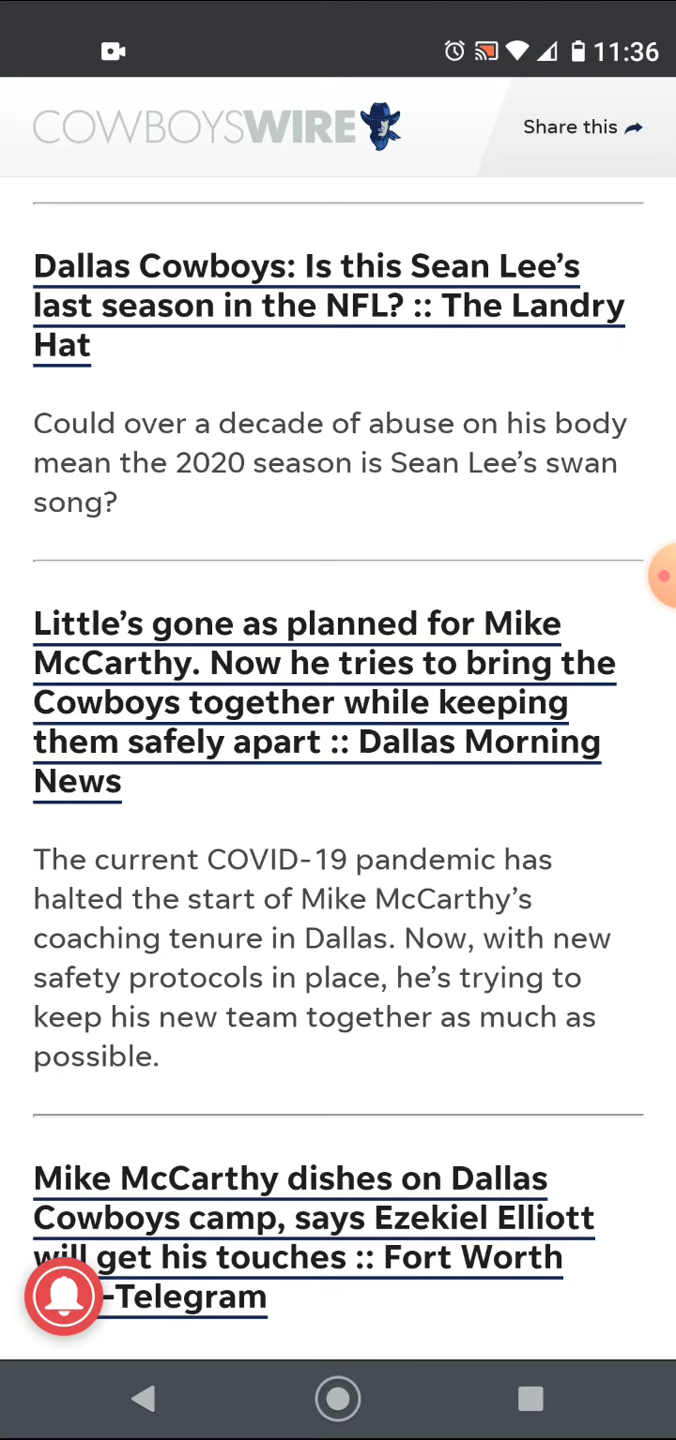 11:36
COWBOYSWIRE
Share this
Dallas Cowboys: Is this Sean Lee’s
last season in the NFL? :: The Landry
Hat
Could over a decade of abuse on his body
mean the 2020 season is Sean Lee’s swan
song?
Little’s gone as planned for Mike
McCarthy. Now he tries to bring the
Cowboys together while keeping
them safely apart :: Dallas Morning
News
The current COVID-19 pandemic has
halted the start of Mike McCarthy’s
coaching tenure in Dallas. Now, with new
safety protocols in place, he’s trying to
keep his new team together as much as
possible.
Mike McCarthy dishes on Dallas
Cowboys camp, says Ezekiel Elliott
will get his touches :: Fort Worth
-Telegram